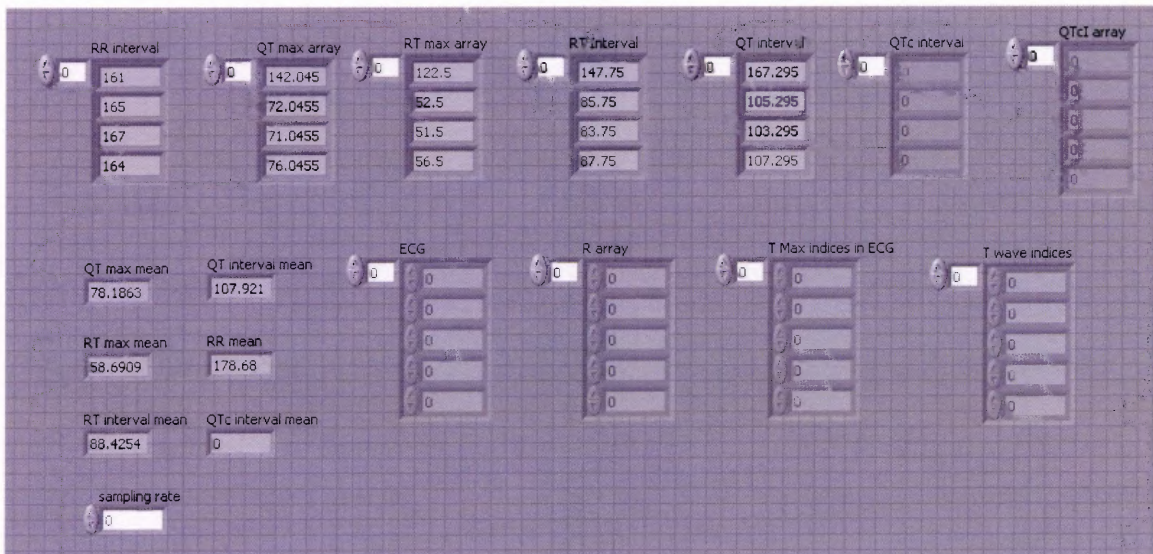 RR interval QT max array RT max array RT interval QT interval QTc interval QTcI array
0 161 0 142.045 0 122.5 0 147.75 0 167.295 0 0 0 0
165 72.0455 52.5 85.75 105.295 0 0
167 71.0455 51.5 83.75 103.295 0 0
164 76.0455 56.5 87.75 107.295 0 0
0
ECG R array T Max indices in ECG T wave indices
QT max mean QT interval mean 0 0 0 0 0 0 0 0
78.1863 107.921 0 0 0 0
RT max mean RR mean 0 0 0 0
58.6909 178.68 0 0 0 0
0 0 0 0
RT interval mean QTc interval mean
88.4254 0
sampling rate
0